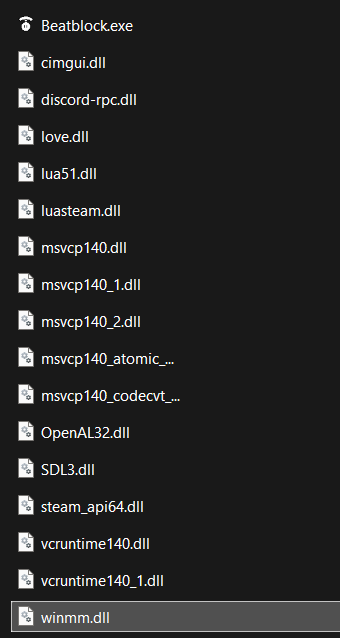 Beatblock.exe
cimgui.dll
discord-rpc.dll
love.dll
lua51.dll
luasteam.dll
msvcp140.dll
msvcp140_1.dll
msvcp140_2.dll
msvcp140_atomic_...
msvcp140_codecvt_...
OpenAL32.dll
SDL3.dll
steam_api64.dll
vcruntime140.dll
vcruntime140_1.dll
winmm.dll